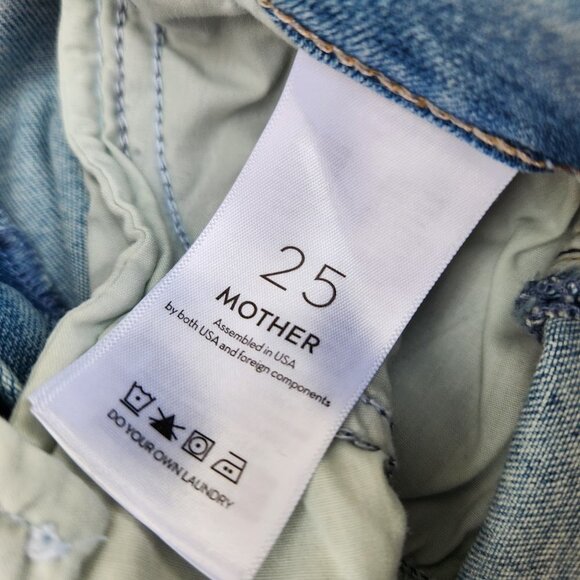 25
MOTHER
Assembled in USA
by both USA and foreign components
DO YOUR OWN LAUNDRY